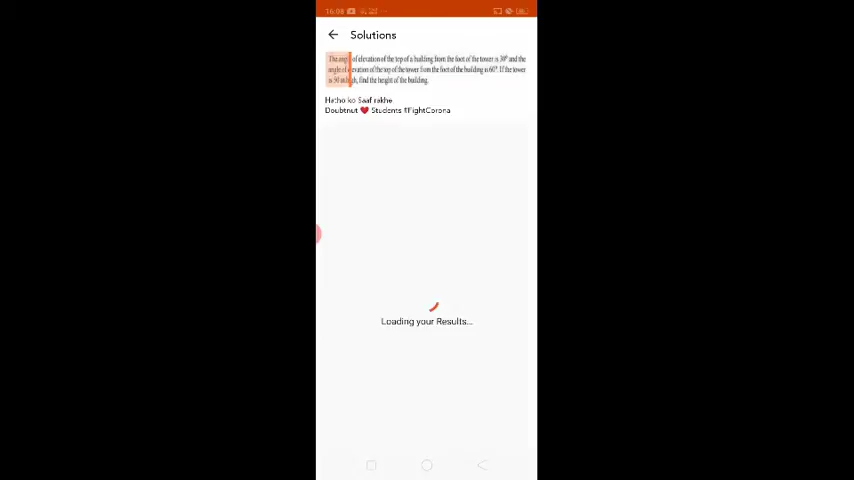 16:08
Solutions
The angle of elevation of the top of a building from the foot of the tower is 30° and the
angle of elevation of the top of the tower from the foot of the building is 60°. If the tower
is 50 m high, find the height of the building.
Hatho ko Saaf rakhe
Doubtnut ❤️ Students #FightCorona
Loading your Results...